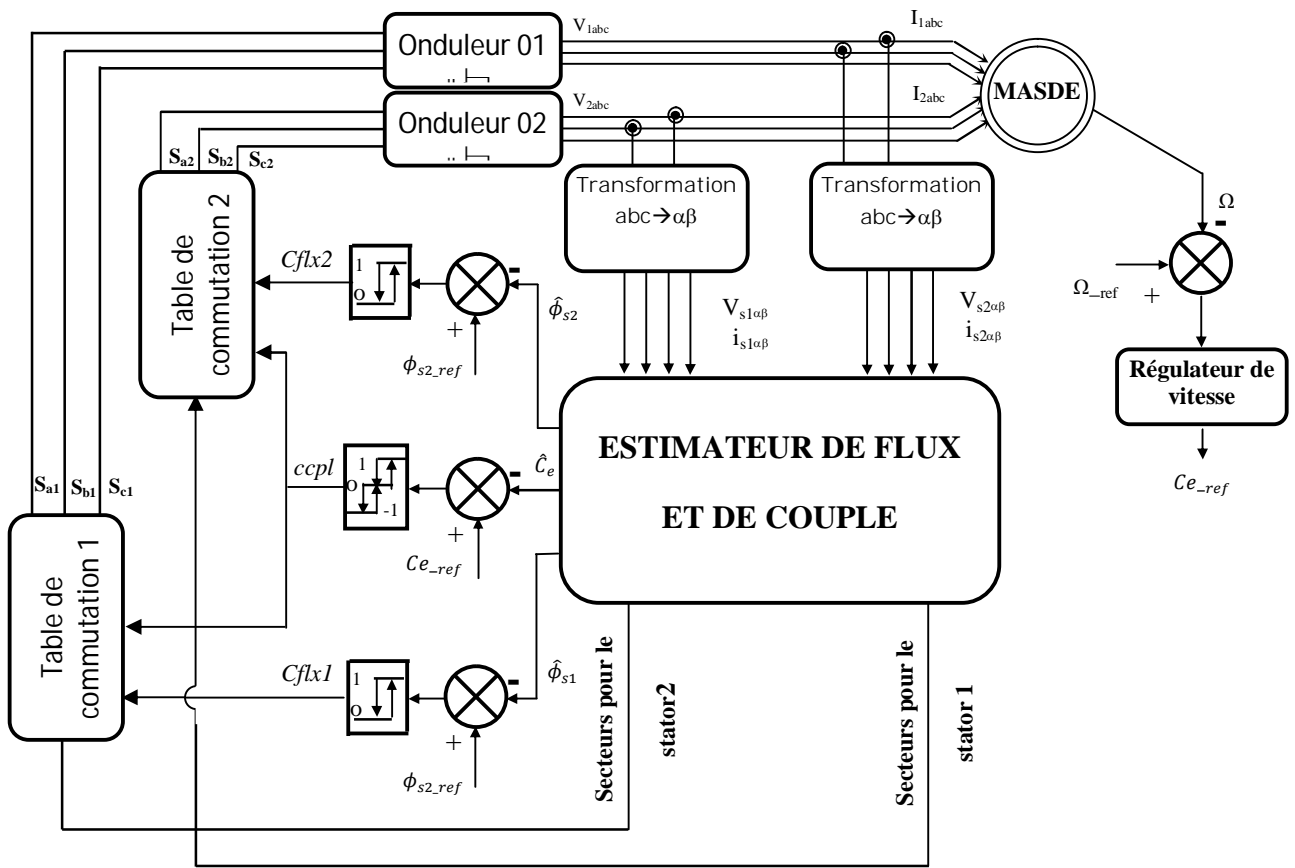 V1abc
I1abc
Onduleur 01
MASDE
V2abc
I2abc
Onduleur 02
Sa2 Sb2 Sc2
Transformation
abc→αβ
Transformation
abc→αβ
Ω
-
Table de
commutation 2
Cflx2
1
0
-
+
ϕ̂s2
ϕs2_ref
Vs1αβ
is1αβ
Vs2αβ
is2αβ
Ω_ref
+
Régulateur de
vitesse
Ce_ref
ESTIMATEUR DE FLUX
ET DE COUPLE
ccpl
1
0
-1
-
+
Ĉe
Ce_ref
Sa1 Sb1 Sc1
Table de
commutation 1
Cflx1
1
0
-
+
ϕ̂s1
ϕs2_ref
Secteurs pour le
stator2
Secteurs pour le
stator 1